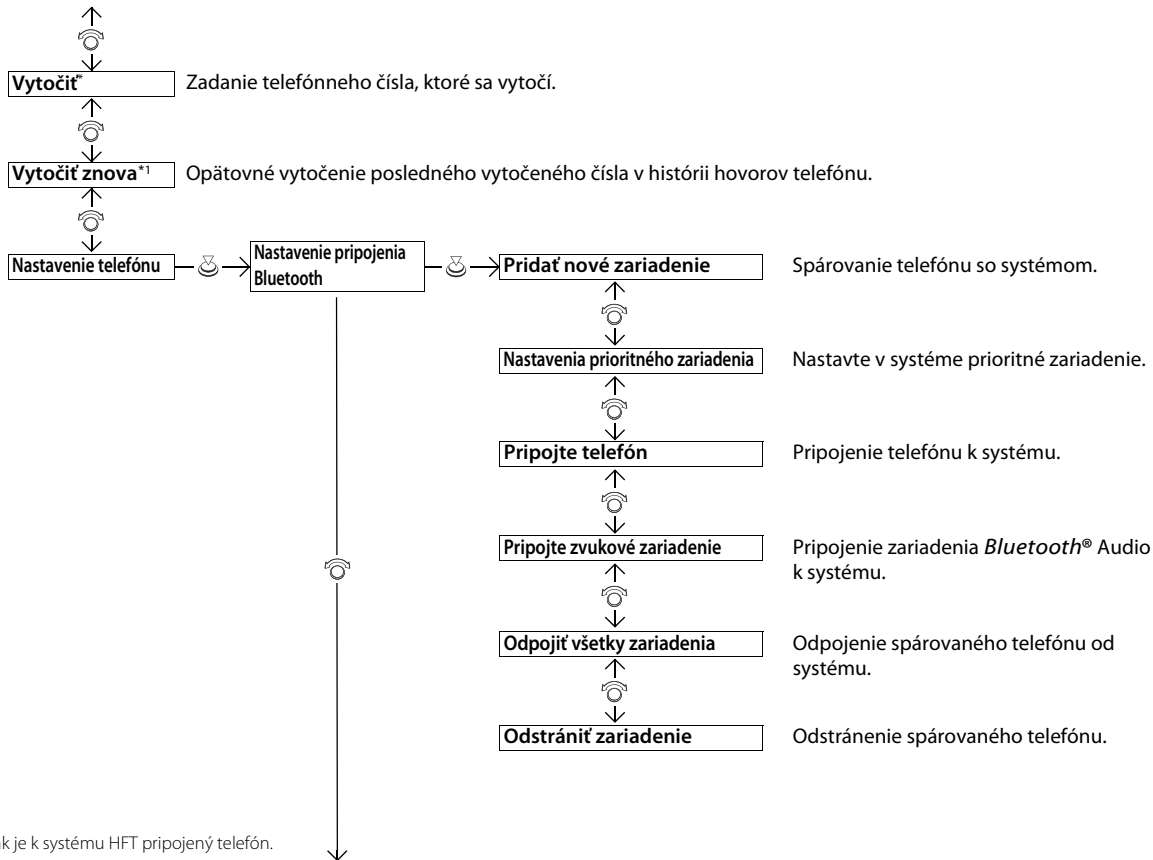 Vytočiť* Zadanie telefónneho čísla, ktoré sa vytočí.
Vytočiť znova*1 Opätovné vytočenie posledného vytočeného čísla v histórii hovorov telefónu.
Nastavenie telefónu
Nastavenie pripojenia
Bluetooth
Pridať nové zariadenie Spárovanie telefónu so systémom.
Nastavenia prioritného zariadenia Nastavte v systéme prioritné zariadenie.
Pripojte telefón Pripojenie telefónu k systému.
Pripojte zvukové zariadenie Pripojenie zariadenia Bluetooth® Audio
k systému.
Odpojiť všetky zariadenia Odpojenie spárovaného telefónu od
systému.
Odstrániť zariadenie Odstránenie spárovaného telefónu.
je k systému HFT pripojený telefón.